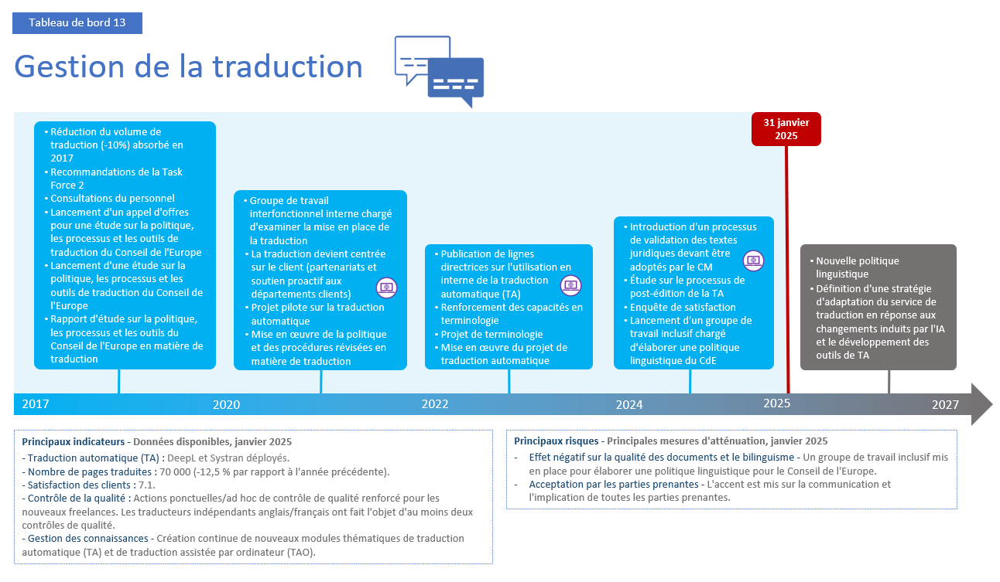 Tableau de bord 13
Gestion de la traduction
31 janvier
2025
• Réduction du volume de
traduction (-10%) absorbé en
2017
• Recommandations de la Task
Force 2
• Consultations du personnel
• Lancement d'un appel d'offres
pour une étude sur la politique,
les processus et les outils de
traduction du Conseil de l'Europe
• Lancement d'une étude sur la
politique, les processus et les
outils de traduction du Conseil de
l'Europe
• Rapport d'étude sur la politique,
les processus et les outils du
Conseil de l'Europe en matière de
traduction
• Groupe de travail
interfonctionnel interne chargé
d'examiner la mise en place de
la traduction
• La traduction devient centrée
sur le client (partenariats et
soutien proactif aux
départements clients)
• Projet pilote sur la traduction
automatique
• Mise en œuvre de la politique
et des procédures révisées en
matière de traduction
• Publication de lignes
directrices sur l'utilisation en
interne de la traduction
automatique (TA)
• Renforcement des capacités en
terminologie
• Projet de terminologie
• Mise en œuvre du projet de
traduction automatique
• Introduction d'un processus
de validation des textes
juridiques devant être
adoptés par le CM
• Étude sur le processus de
post-édition de la TA
• Enquête de satisfaction
• Lancement d'un groupe de
travail inclusif chargé
d'élaborer une politique
linguistique du CdE
• Nouvelle politique
linguistique
• Définition d'une stratégie
d'adaptation du service de
traduction en réponse aux
changements induits par l'IA
et le développement des
outils de TA
2017
2020
2022
2024
2025
2027
Principaux indicateurs - Données disponibles, janvier 2025
- Traduction automatique (TA) : DeepL et Systran déployés.
- Nombre de pages traduites : 70 000 (-12,5 % par rapport à l'année précédente).
- Satisfaction des clients : 7.1.
- Contrôle de la qualité : Actions ponctuelles/ad hoc de contrôle de qualité renforcé pour les
nouveaux freelances. Les traducteurs indépendants anglais/français ont fait l'objet d'au moins deux
contrôles de qualité.
- Gestion des connaissances - Création continue de nouveaux modules thématiques de traduction
automatique (TA) et de traduction assistée par ordinateur (TAO).
Principaux risques - Principales mesures d'atténuation, janvier 2025
- Effet négatif sur la qualité des documents et le bilinguisme - Un groupe de travail inclusif mis
en place pour élaborer une politique linguistique pour le Conseil de l'Europe.
- Acceptation par les parties prenantes - L'accent est mis sur la communication et
l'implication de toutes les parties prenantes.